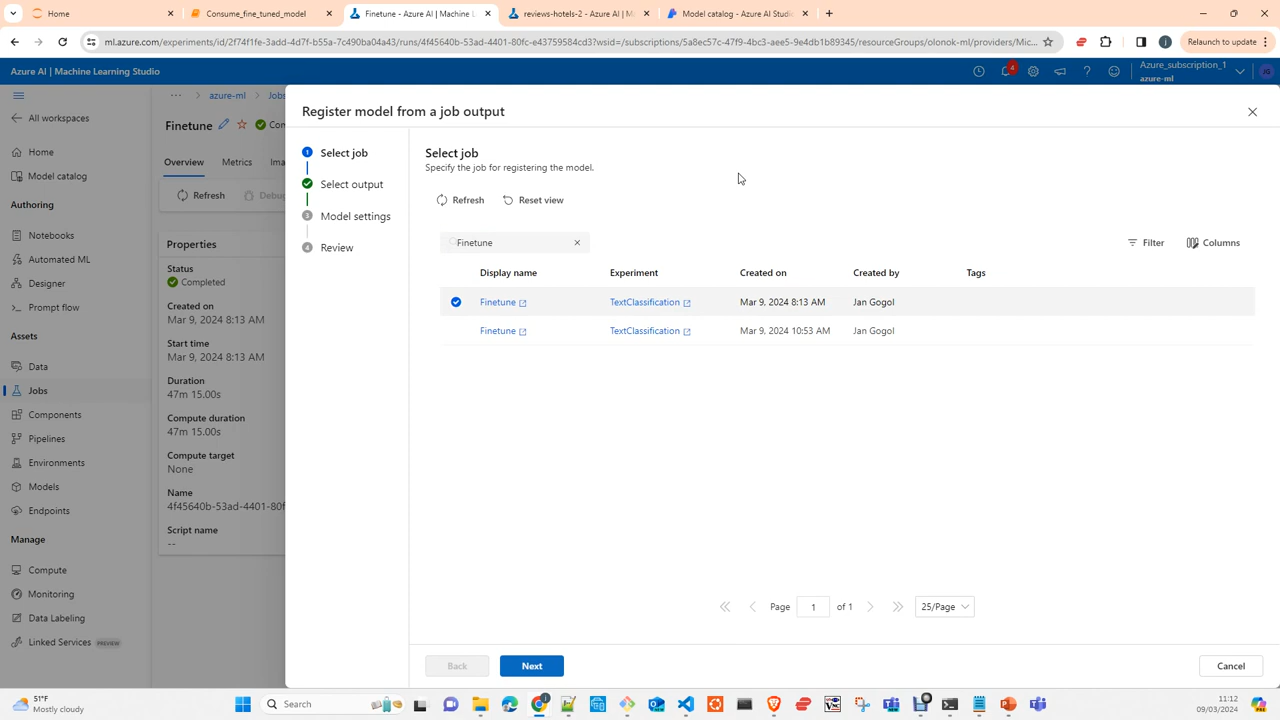 Home
Consume_fine_tuned_model
Finetune - Azure AI | Machine L
reviews-hotels-2 - Azure AI | M
Model catalog - Azure AI Studio
ml.azure.com/experiments/id/2f74f1fe-3add-4d7f-b55a-7c490ba04a43/runs/4f45640b-53ad-4401-80fc-e43759584cd3?wsid=/subscriptions/5a8ec57c-47f9-4bc3-aee5-9e4db1b89345/resourceGroups/olonok-ml/providers/Mic...
Relaunch to update
Azure AI | Machine Learning Studio
4
Azure_subscription_1
azure-ml
JG
All workspaces
Home
Model catalog
Authoring
Notebooks
Automated ML
Designer
Prompt flow
Assets
Data
Jobs
Components
Pipelines
Environments
Models
Endpoints
Manage
Compute
Monitoring
Data Labeling
Linked Services PREVIEW
... azure-ml > Jobs
Finetune
Overview Metrics Ima
Refresh Debug
Properties
Status
Completed
Created on
Mar 9, 2024 8:13 AM
Start time
Mar 9, 2024 8:13 AM
Duration
47m 15.00s
Compute duration
47m 15.00s
Compute target
None
Name
4f45640b-53ad-4401-80f
Script name
--
Register model from a job output
1 Select job
Select output
3 Model settings
4 Review
Select job
Specify the job for registering the model.
Refresh Reset view
Finetune
Filter Columns
Display name Experiment Created on Created by Tags
Finetune TextClassification Mar 9, 2024 8:13 AM Jan Gogol
Finetune TextClassification Mar 9, 2024 10:53 AM Jan Gogol
Page 1 of 1 25/Page
Back Next Cancel
51°F
Mostly cloudy
Search
11:12
09/03/2024